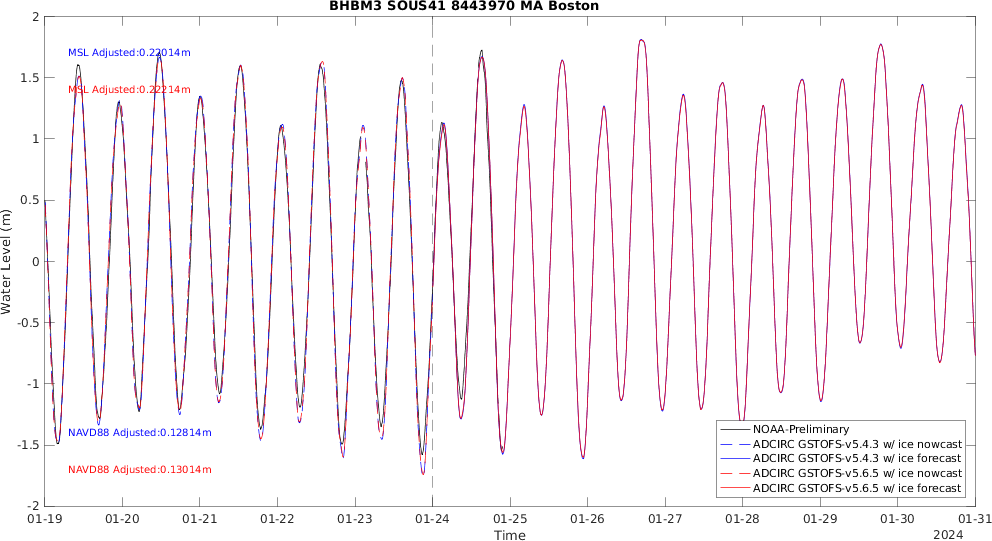 BHBM3 SOUS41 8443970 MA Boston
2
1.5
1
0.5
0
-0.5
-1
-1.5
-2
Water Level (m)
MSL Adjusted:0.22014m
MSL Adjusted:0.22214m
NAVD88 Adjusted:0.12814m
NAVD88 Adjusted:0.13014m
NOAA-Preliminary
ADCIRC GSTOFS-v5.4.3 w/ ice nowcast
ADCIRC GSTOFS-v5.4.3 w/ ice forecast
ADCIRC GSTOFS-v5.6.5 w/ ice nowcast
ADCIRC GSTOFS-v5.6.5 w/ ice forecast
01-19 01-20 01-21 01-22 01-23 01-24 01-25 01-26 01-27 01-28 01-29 01-30 01-31
Time
2024